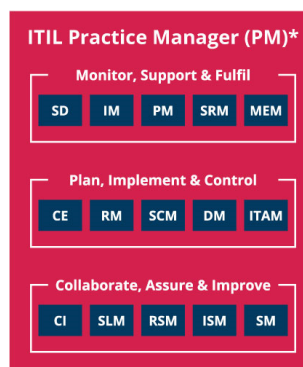 ITIL Practice Manager (PM)*
Monitor, Support & Fulfil
SD IM PM SRM MEM
Plan, Implement & Control
CE RM SCM DM ITAM
Collaborate, Assure & Improve
CI SLM RSM ISM SM